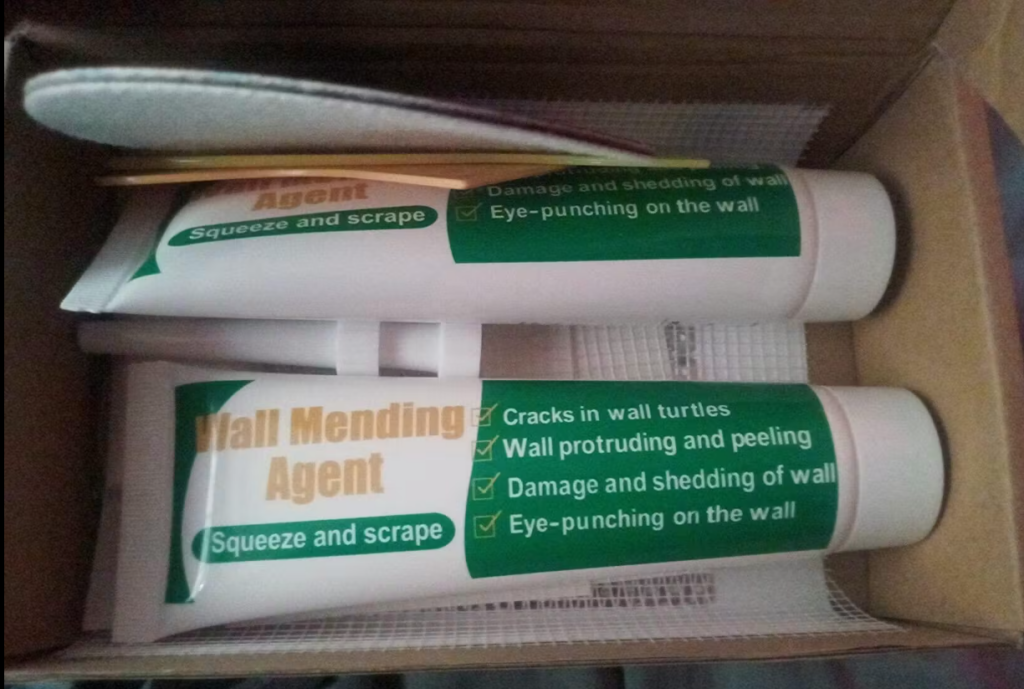 Agent
Squeeze and scrape
Damage and shedding of wall
Eye-punching on the wall
Wall Mending
Agent
Squeeze and scrape
Cracks in wall turtles
Wall protruding and peeling
Damage and shedding of wall
Eye-punching on the wall